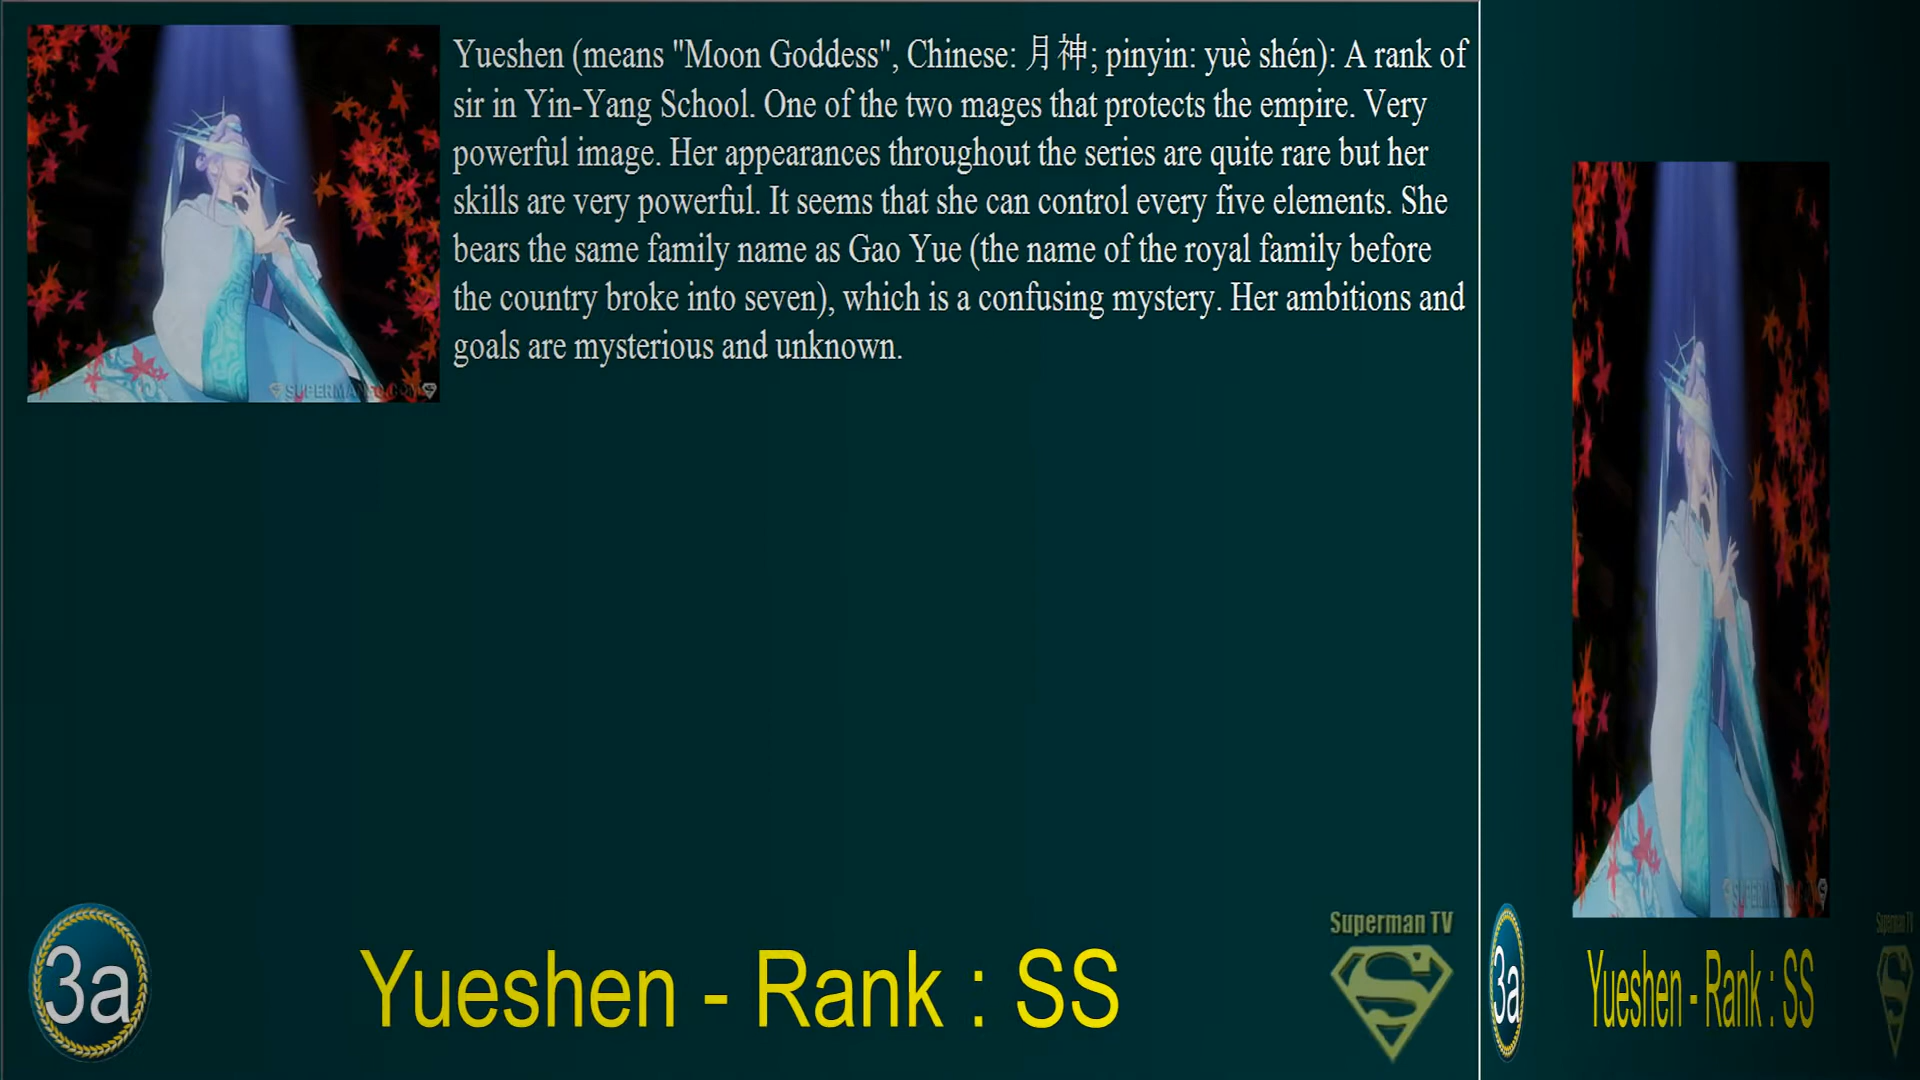 Yueshen (means "Moon Goddess", Chinese: 月神; pinyin: yuè shén): A rank of
sir in Yin-Yang School. One of the two mages that protects the empire. Very
powerful image. Her appearances throughout the series are quite rare but her
skills are very powerful. It seems that she can control every five elements. She
bears the same family name as Gao Yue (the name of the royal family before
the country broke into seven), which is a confusing mystery. Her ambitions and
goals are mysterious and unknown.
3a
Yueshen - Rank : SS
Superman TV
3a
Yueshen - Rank : SS
Superman TV